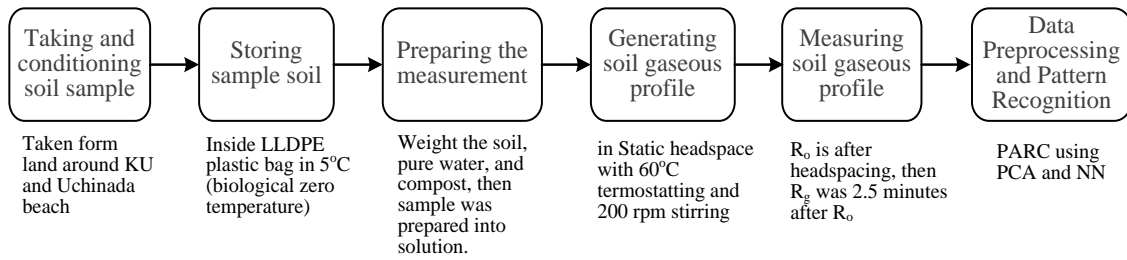 Taking and
conditioning
soil sample
Storing
sample soil
Preparing the
measurement
Generating
soil gaseous
profile
Measuring
soil gaseous
profile
Data
Preprocessing
and Pattern
Recognition
Taken form
land around KU
and Uchinada
beach
Inside LLDPE
plastic bag in 5°C
(biological zero
temperature)
Weight the soil,
pure water, and
compost, then
sample was
prepared into
solution.
in Static headspace
with 60°C
termostatting and
200 rpm stirring
Ro is after
headspacing, then
Rg was 2.5 minutes
after Ro
PARC using
PCA and NN